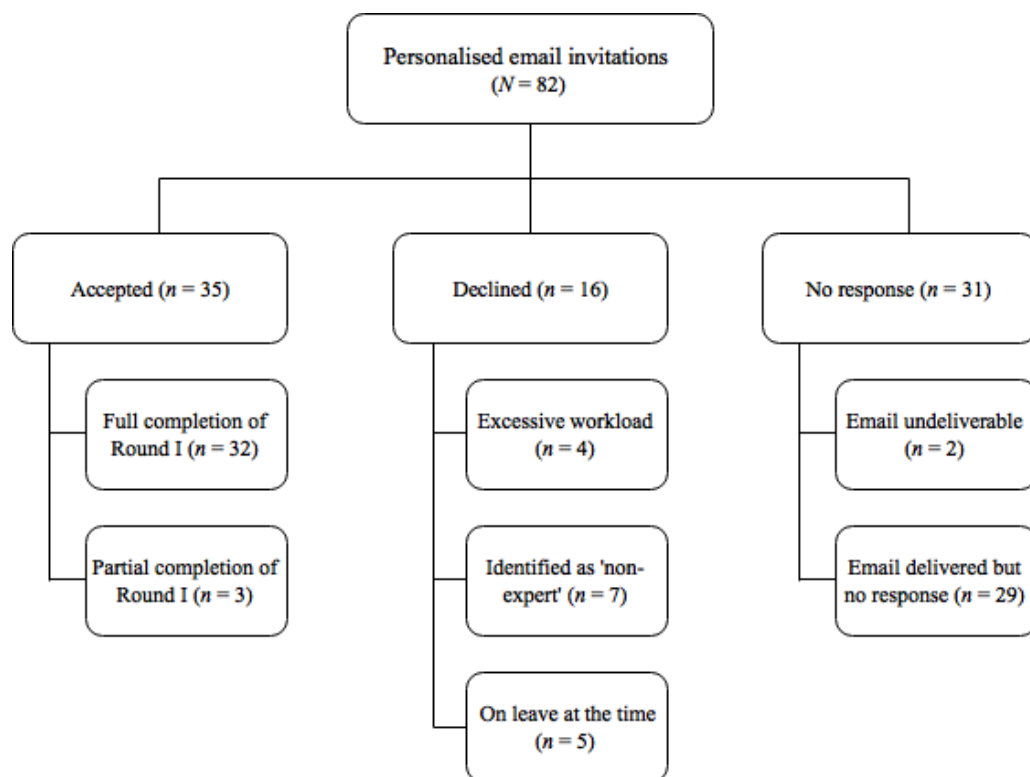 Personalised email invitations
(N = 82)
Accepted (n = 35)
Declined (n = 16)
No response (n = 31)
Full completion of
Round I (n = 32)
Excessive workload
(n = 4)
Email undeliverable
(n = 2)
Partial completion of
Round I (n = 3)
Identified as 'non-
expert' (n = 7)
Email delivered but
no response (n = 29)
On leave at the time
(n = 5)